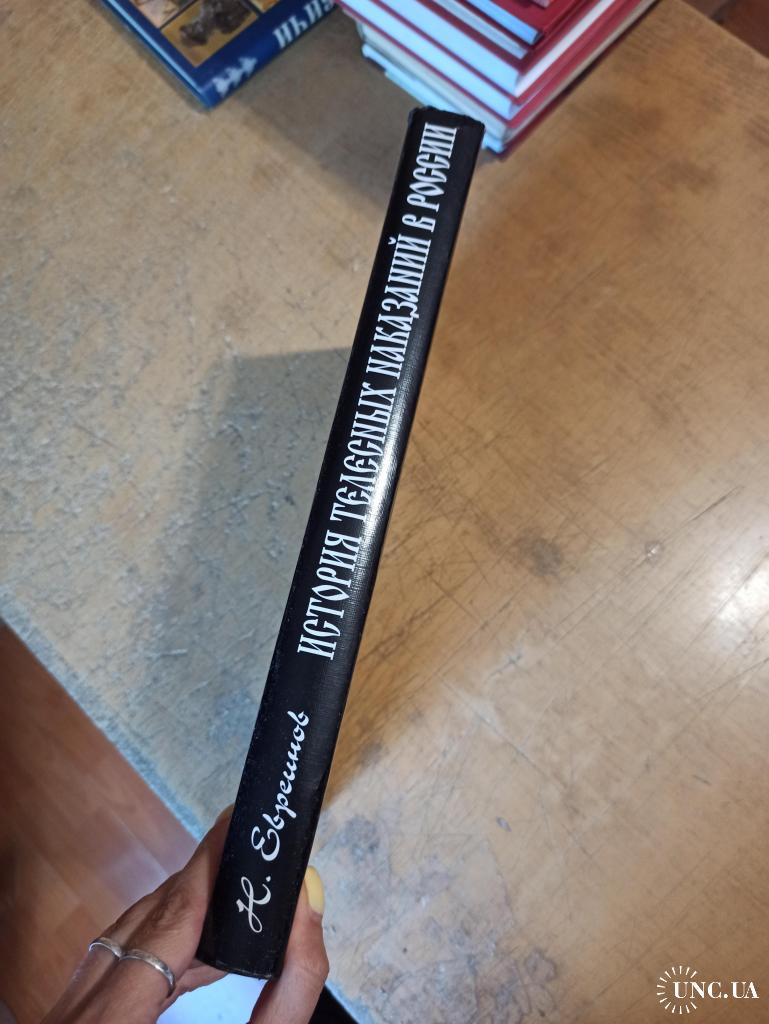 Н. Евреинов
ИСТОРИЯ ТЕЛЕСНЫХ НАКАЗАНИЙ В РОССИИ
UNC.UA